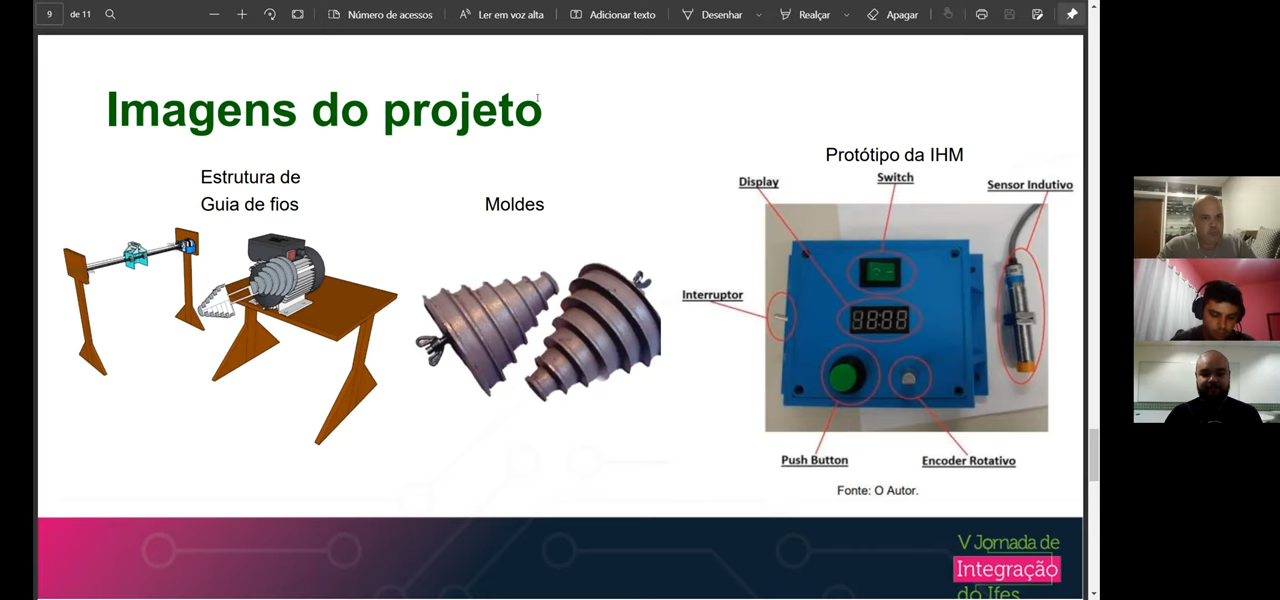 9
de 11
Número de acessos
Ler em voz alta
Adicionar texto
Desenhar
Realçar
Apagar
Imagens do projeto
Estrutura de
Guia de fios
Moldes
Protótipo da IHM
Display
Switch
Sensor Indutivo
Interruptor
88:88
Push Button
Encoder Rotativo
Fonte: O Autor.
V Jornada de
Integração
do Ifes